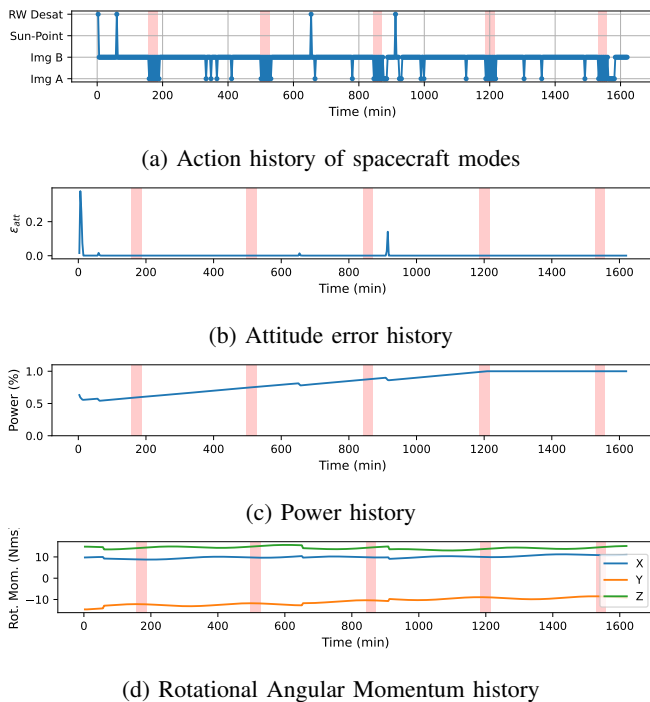 RW Desat
Sun-Point
Img B
Img A
0 200 400 600 800 1000 1200 1400 1600
Time (min)
(a) Action history of spacecraft modes
ε_att
0.2
0.0
0 200 400 600 800 1000 1200 1400 1600
Time (min)
(b) Attitude error history
Power (%)
1.0
0.5
0.0
0 200 400 600 800 1000 1200 1400 1600
Time (min)
(c) Power history
Rot. Mom. (Nms)
10
0
−10
X
Y
Z
0 200 400 600 800 1000 1200 1400 1600
Time (min)
(d) Rotational Angular Momentum history